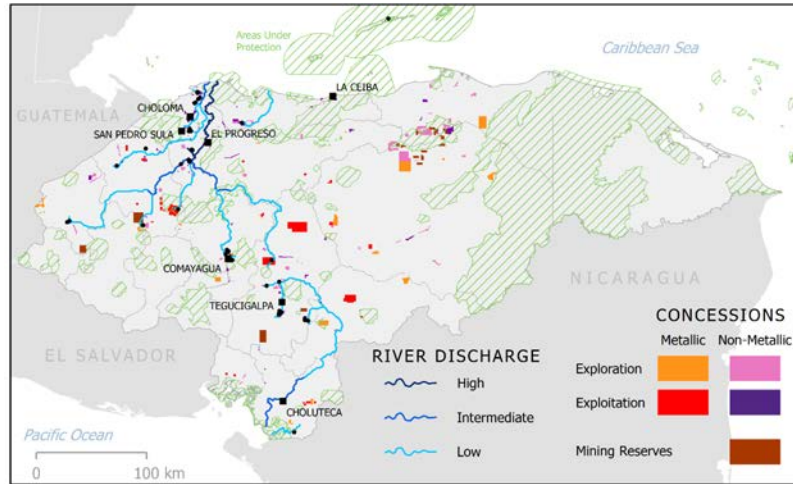 Areas Under
Protection
Caribbean Sea
LA CEIBA
GUATEMALA
CHOLOMA
SAN PEDRO SULA
EL PROGRESO
COMAYAGUA
NICARAGUA
TEGUCIGALPA
EL SALVADOR
CHOLUTECA
Pacific Ocean
0 100 km
RIVER DISCHARGE
High
Intermediate
Low
CONCESSIONS
Metallic Non-Metallic
Exploration
Exploitation
Mining Reserves